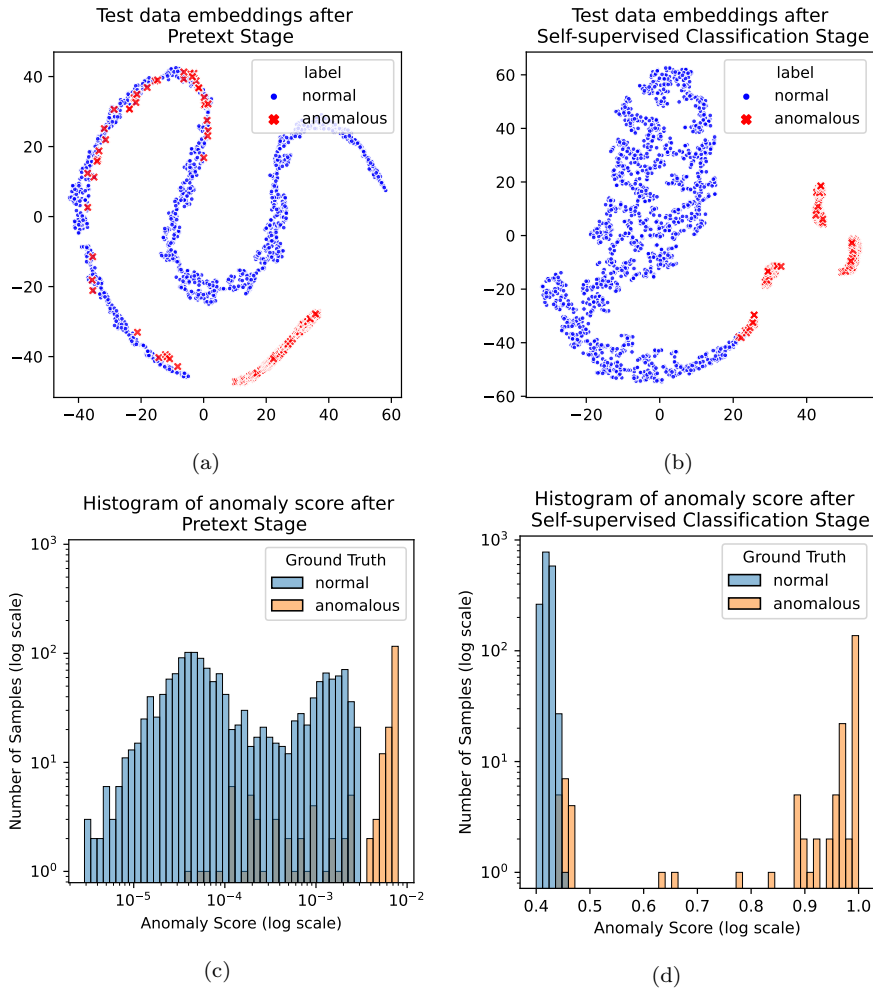 Test data embeddings after
Pretext Stage
label
normal
anomalous
40
20
0
−20
−40
−40
−20
0
20
40
60
(a)
Test data embeddings after
Self-supervised Classification Stage
label
normal
anomalous
60
40
20
0
−20
−40
−60
−20
0
20
40
(b)
Histogram of anomaly score after
Pretext Stage
Ground Truth
normal
anomalous
Number of Samples (log scale)
10³
10²
10¹
10⁰
10⁻⁵
10⁻⁴
10⁻³
10⁻²
Anomaly Score (log scale)
(c)
Histogram of anomaly score after
Self-supervised Classification Stage
Ground Truth
normal
anomalous
Number of Samples (log scale)
10³
10²
10¹
10⁰
0.4
0.5
0.6
0.7
0.8
0.9
1.0
Anomaly Score (log scale)
(d)